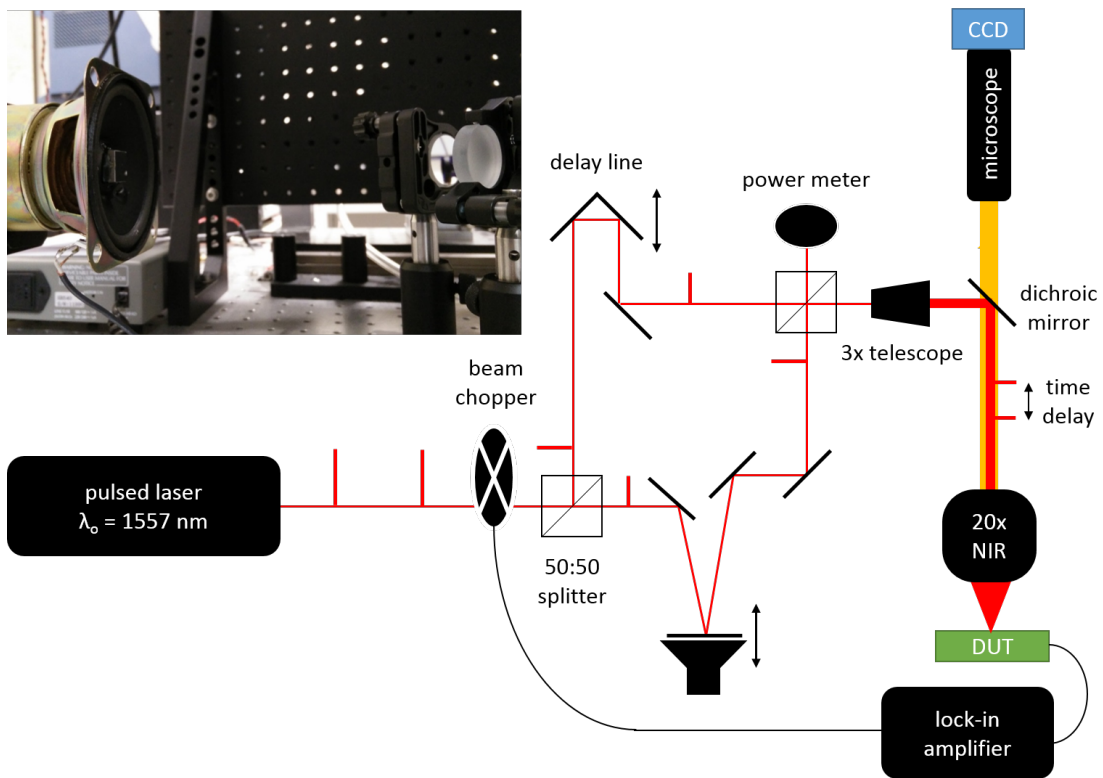 CCD
microscope
delay line
power meter
dichroic
mirror
3x telescope
beam
chopper
time
delay
pulsed laser
λo = 1557 nm
20x
NIR
50:50
splitter
DUT
lock-in
amplifier